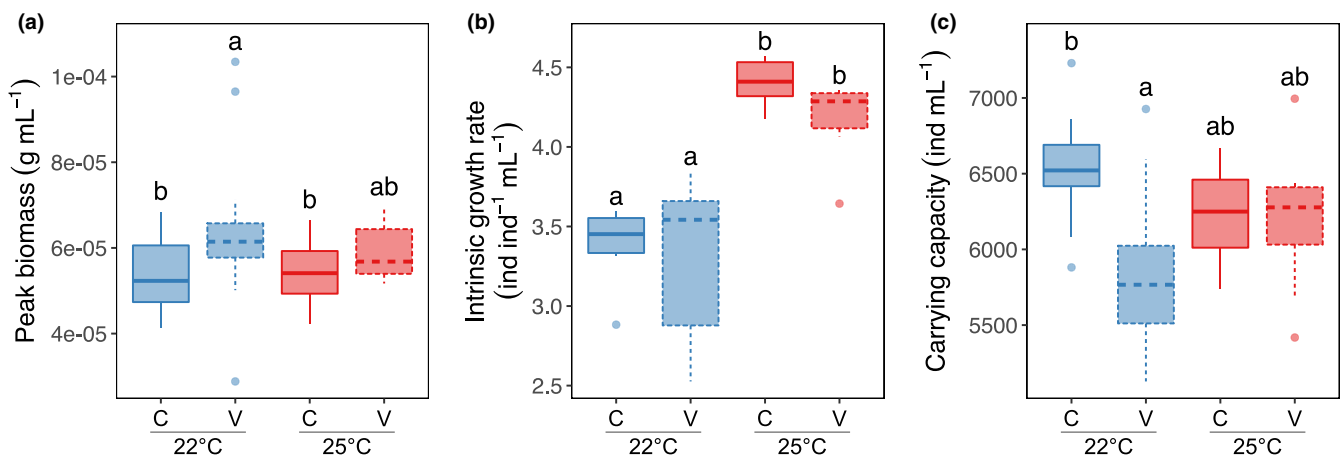 (a)
Peak biomass (g mL⁻¹)
1e-04
8e-05
6e-05
4e-05
b
a
b
ab
C V C V
22°C 25°C
(b)
Intrinsic growth rate
(ind ind⁻¹ mL⁻¹)
4.5
4.0
3.5
3.0
2.5
a
a
b
b
C V C V
22°C 25°C
(c)
Carrying capacity (ind mL⁻¹)
7000
6500
6000
5500
b
a
ab
ab
C V C V
22°C 25°C